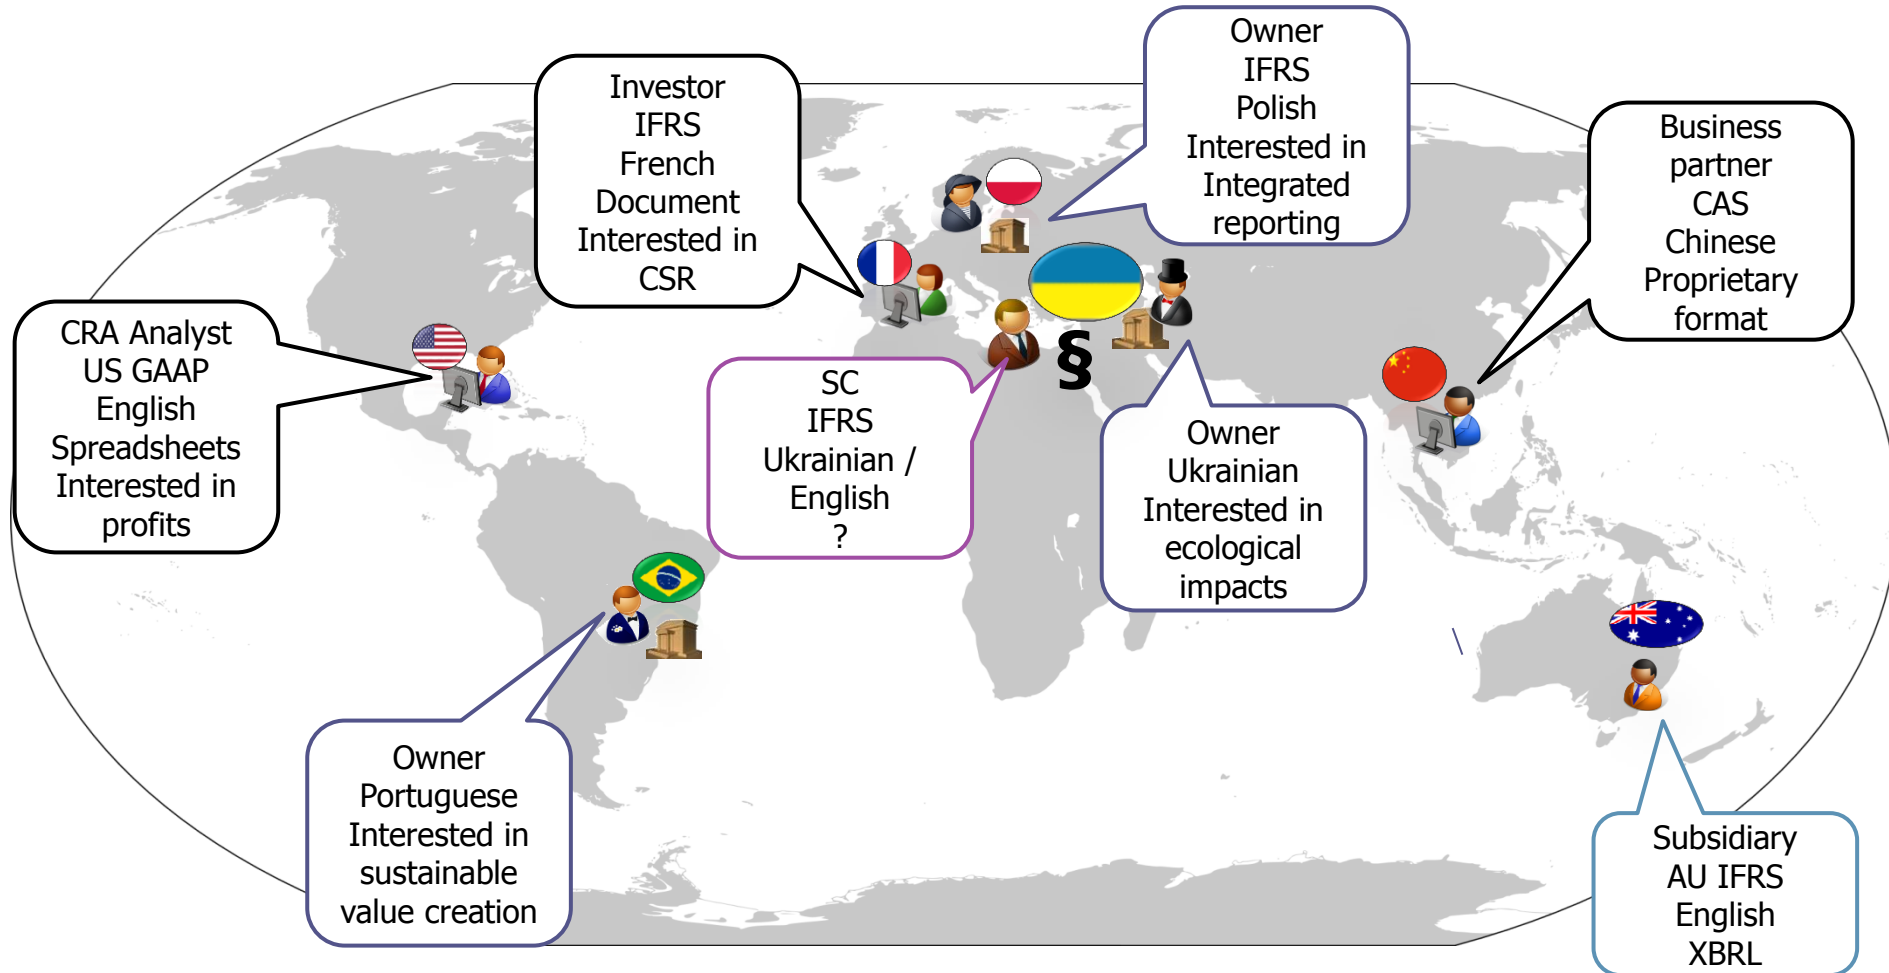 Owner
IFRS
Polish
Interested in
Integrated
reporting
Investor
IFRS
French
Document
Interested in
CSR
Business
partner
CAS
Chinese
Proprietary
format
CRA Analyst
US GAAP
English
Spreadsheets
Interested in
profits
§
SC
IFRS
Ukrainian /
English
?
Owner
Ukrainian
Interested in
ecological
impacts
Owner
Portuguese
Interested in
sustainable
value creation
Subsidiary
AU IFRS
English
XBRL